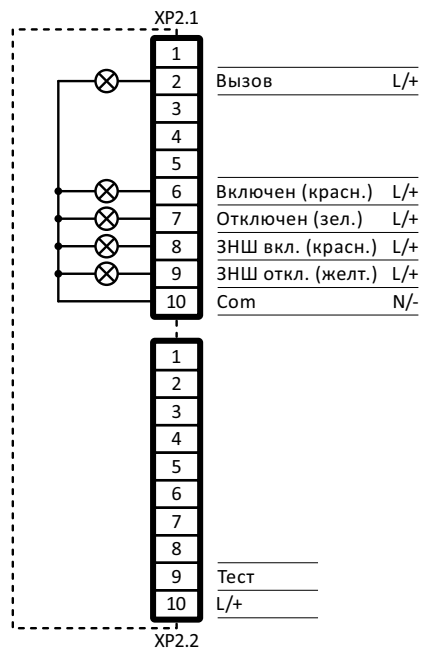 XP2.1
1
2 Вызов L/+
3
4
5
6 Включен (красн.) L/+
7 Отключен (зел.) L/+
8 ЗНШ вкл. (красн.) L/+
9 ЗНШ откл. (желт.) L/+
10 Com N/-
1
2
3
4
5
6
7
8
9 Тест
10 L/+
XP2.2